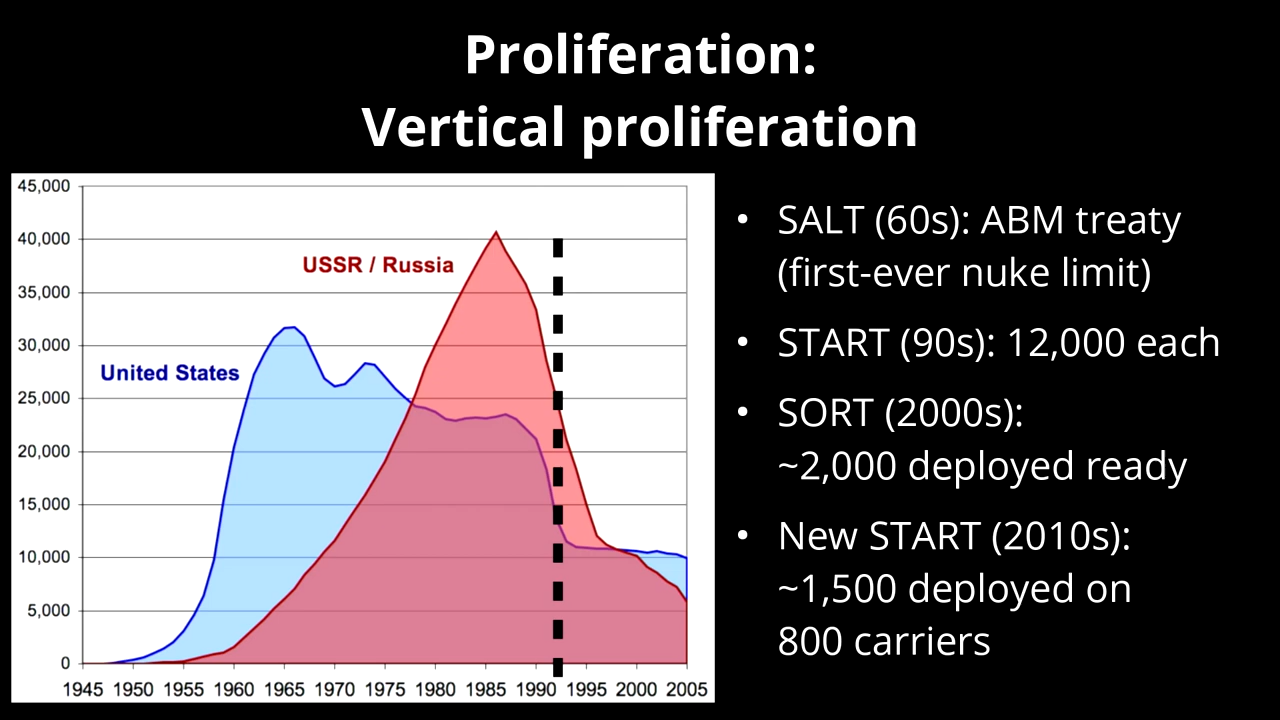 Proliferation:
Vertical proliferation
45,000
40,000
35,000
30,000
25,000
20,000
15,000
10,000
5,000
0
USSR / Russia
United States
1945 1950 1955 1960 1965 1970 1975 1980 1985 1990 1995 2000 2005
• SALT (60s): ABM treaty
(first-ever nuke limit)
• START (90s): 12,000 each
• SORT (2000s):
~2,000 deployed ready
• New START (2010s):
~1,500 deployed on
800 carriers